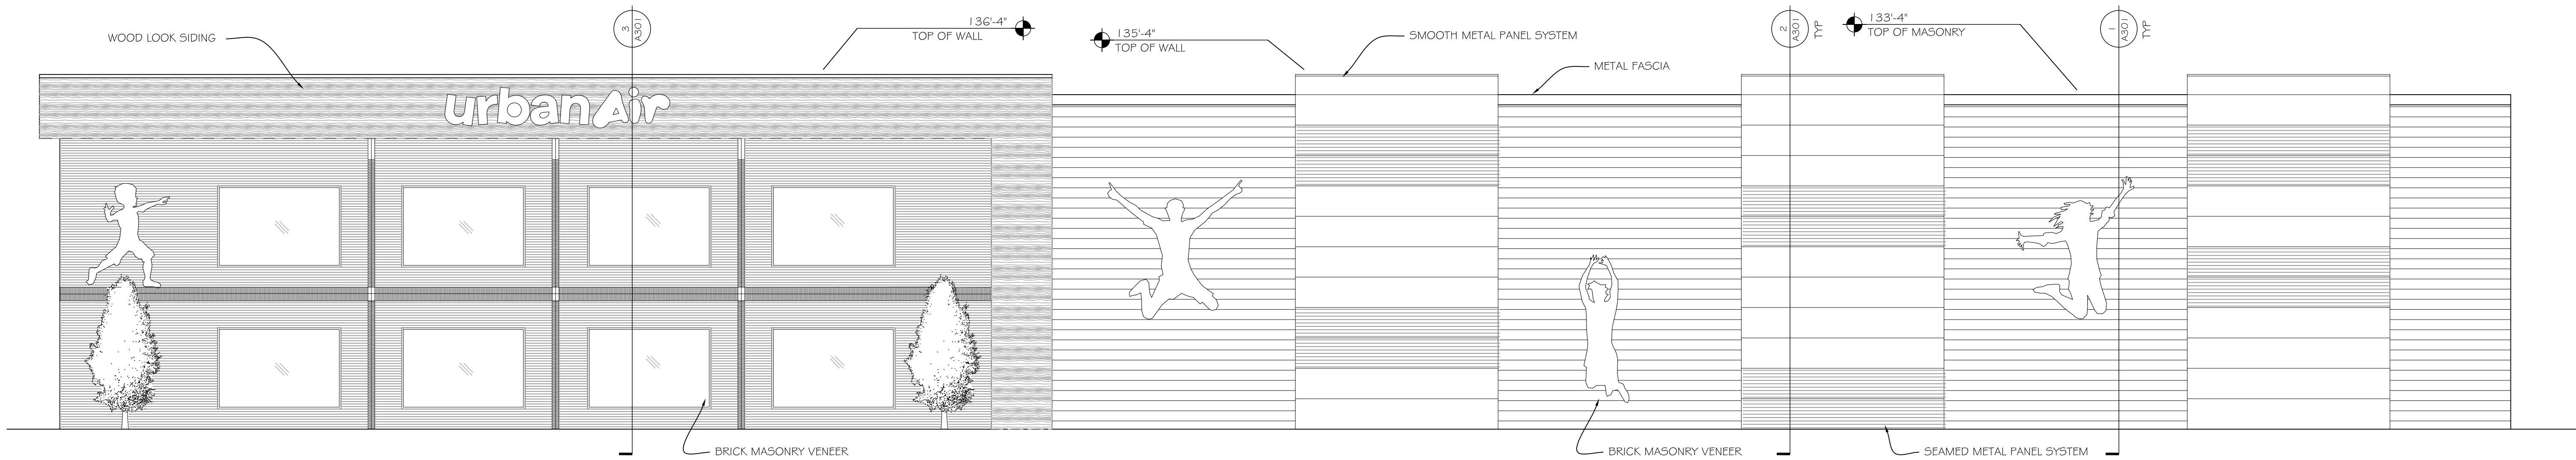 WOOD LOOK SIDING
3
A301
136'-4"
TOP OF WALL
135'-4"
TOP OF WALL
SMOOTH METAL PANEL SYSTEM
METAL FASCIA
2
A301
TYP
133'-4"
TOP OF MASONRY
1
A301
TYP
urban Air
BRICK MASONRY VENEER
BRICK MASONRY VENEER
SEAMED METAL PANEL SYSTEM